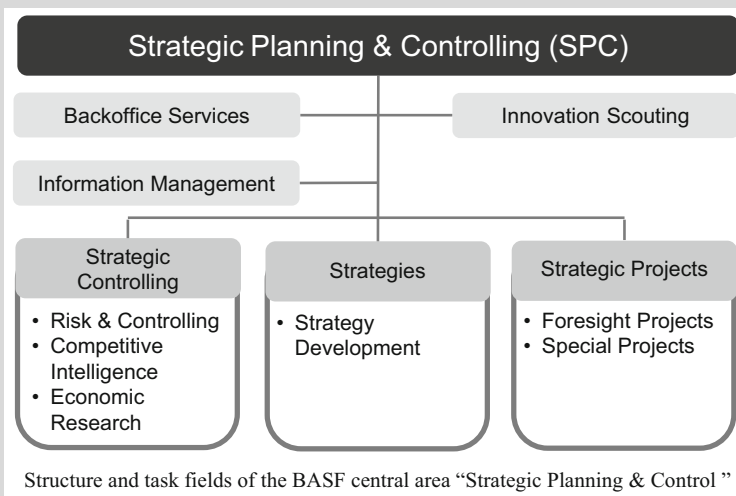 Strategic Planning & Controlling (SPC)
Backoffice Services
Innovation Scouting
Information Management
Strategic
Controlling
• Risk & Controlling
• Competitive
Intelligence
• Economic
Research
Strategies
• Strategy
Development
Strategic Projects
• Foresight Projects
• Special Projects
Structure and task fields of the BASF central area “Strategic Planning & Control ”